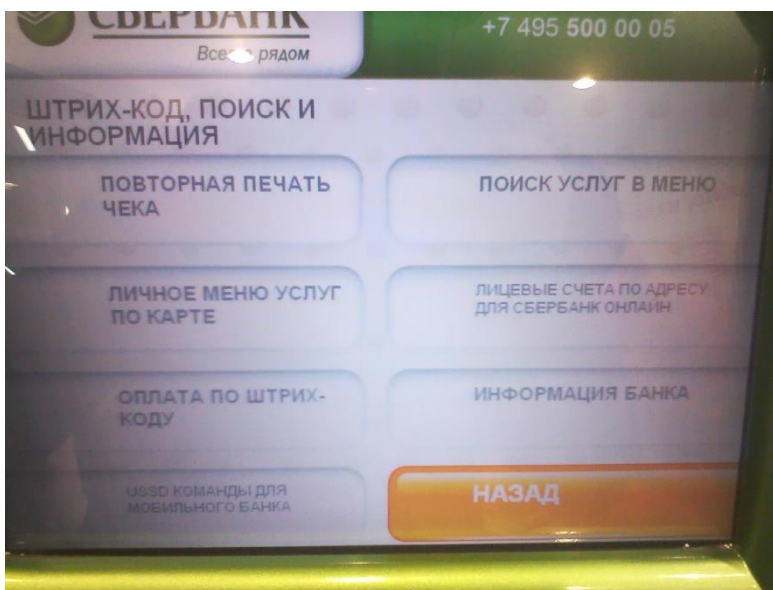 СБЕРБАНК
Всегда рядом
+7 495 500 00 05
ШТРИХ-КОД, ПОИСК И
ИНФОРМАЦИЯ
ПОВТОРНАЯ ПЕЧАТЬ
ЧЕКА
ПОИСК УСЛУГ В МЕНЮ
ЛИЧНОЕ МЕНЮ УСЛУГ
ПО КАРТЕ
ЛИЦЕВЫЕ СЧЕТА ПО АДРЕСУ
ДЛЯ СБЕРБАНК ОНЛАЙН
ОПЛАТА ПО ШТРИХ-
КОДУ
ИНФОРМАЦИЯ БАНКА
USSD КОМАНДЫ ДЛЯ
МОБИЛЬНОГО БАНКА
НАЗАД